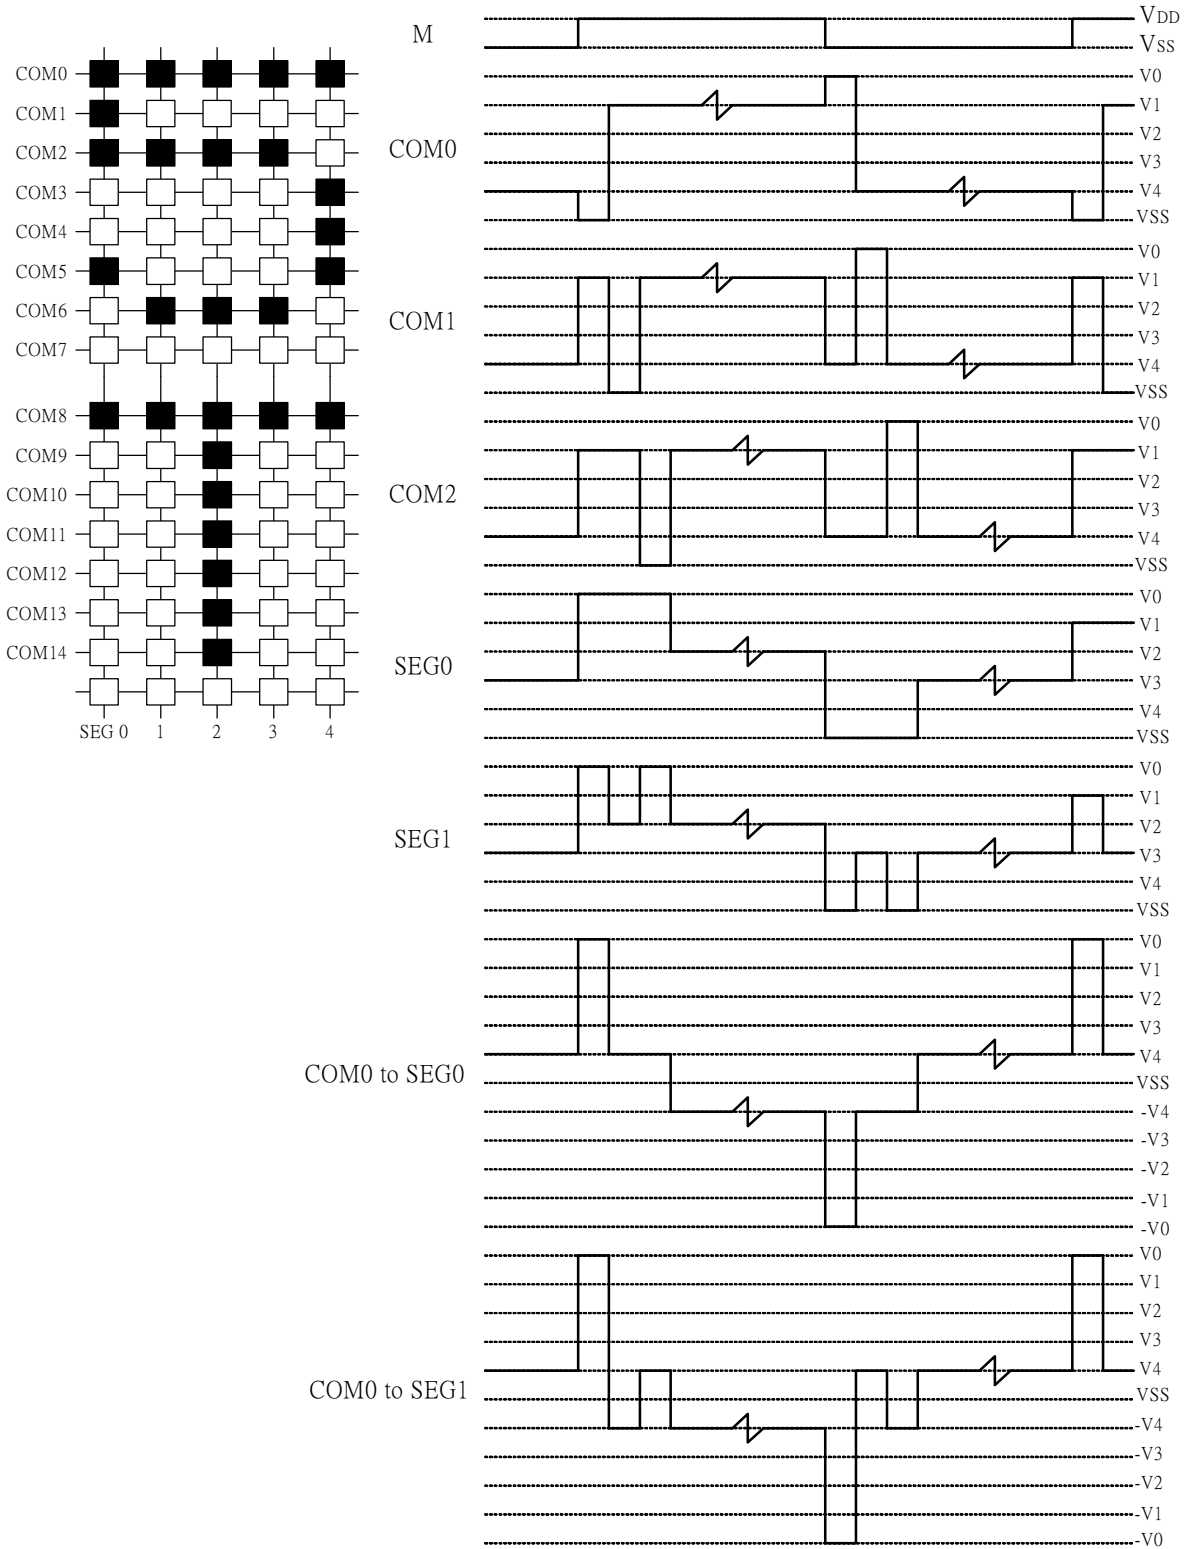 COM0
COM1
COM2
COM3
COM4
COM5
COM6
COM7
COM8
COM9
COM10
COM11
COM12
COM13
COM14
SEG 0 1 2 3 4
M
VDD
VSS
COM0
V0
V1
V2
V3
V4
VSS
COM1
V0
V1
V2
V3
V4
VSS
COM2
V0
V1
V2
V3
V4
VSS
SEG0
V0
V1
V2
V3
V4
VSS
SEG1
V0
V1
V2
V3
V4
VSS
COM0 to SEG0
V0
V1
V2
V3
V4
VSS
-V4
-V3
-V2
-V1
-V0
COM0 to SEG1
V0
V1
V2
V3
V4
VSS
-V4
-V3
-V2
-V1
-V0